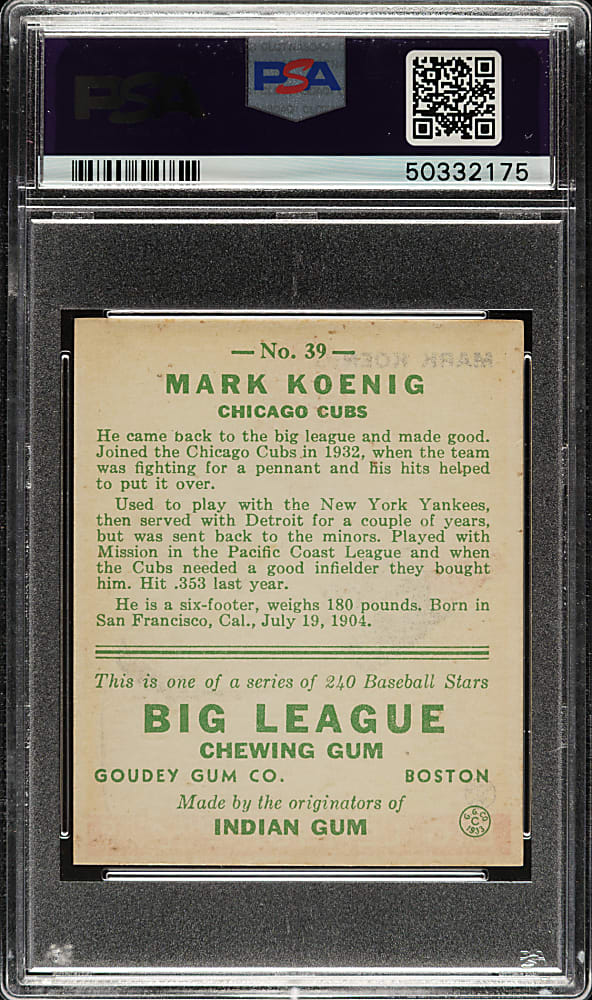 PSA
PSA
50332175
— No. 39 —
MARK KOENIG
MARK KOE
CHICAGO CUBS
He came back to the big league and made good.
Joined the Chicago Cubs in 1932, when the team
was fighting for a pennant and his hits helped
to put it over.
Used to play with the New York Yankees,
then served with Detroit for a couple of years,
but was sent back to the minors. Played with
Mission in the Pacific Coast League and when
the Cubs needed a good infielder they bought
him. Hit .353 last year.
He is a six-footer, weighs 180 pounds. Born in
San Francisco, Cal., July 19, 1904.
This is one of a series of 240 Baseball Stars
BIG LEAGUE
CHEWING GUM
GOUDEY GUM CO. BOSTON
Made by the originators of
INDIAN GUM
G.G.CO.
C
1933